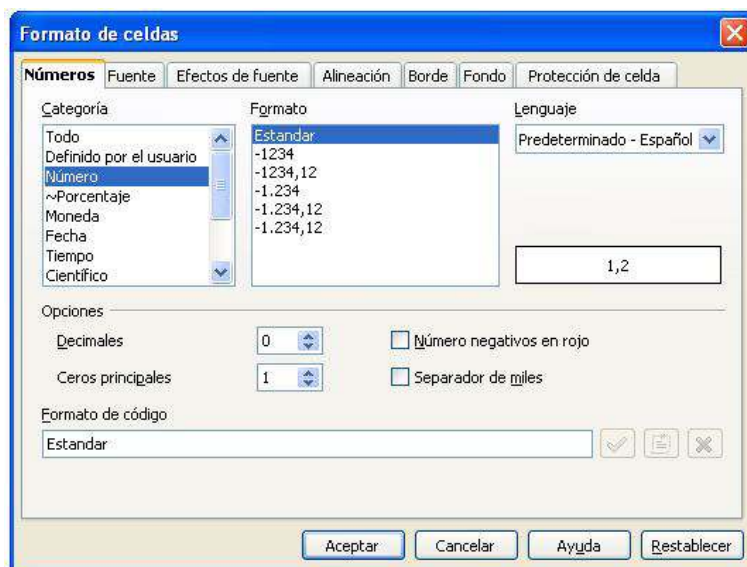 Formato de celdas
Números Fuente Efectos de fuente Alineación Borde Fondo Protección de celda
Categoría Formato Lenguaje
Todo
Definido por el usuario
Número
~Porcentaje
Moneda
Fecha
Tiempo
Científico
Estandar
-1234
-1234,12
-1.234
-1.234,12
-1.234,12
Predeterminado - Español
1,2
Opciones
Decimales 0 Número negativos en rojo
Ceros principales 1 Separador de miles
Formato de código
Estandar
Aceptar Cancelar Ayuda Restablecer